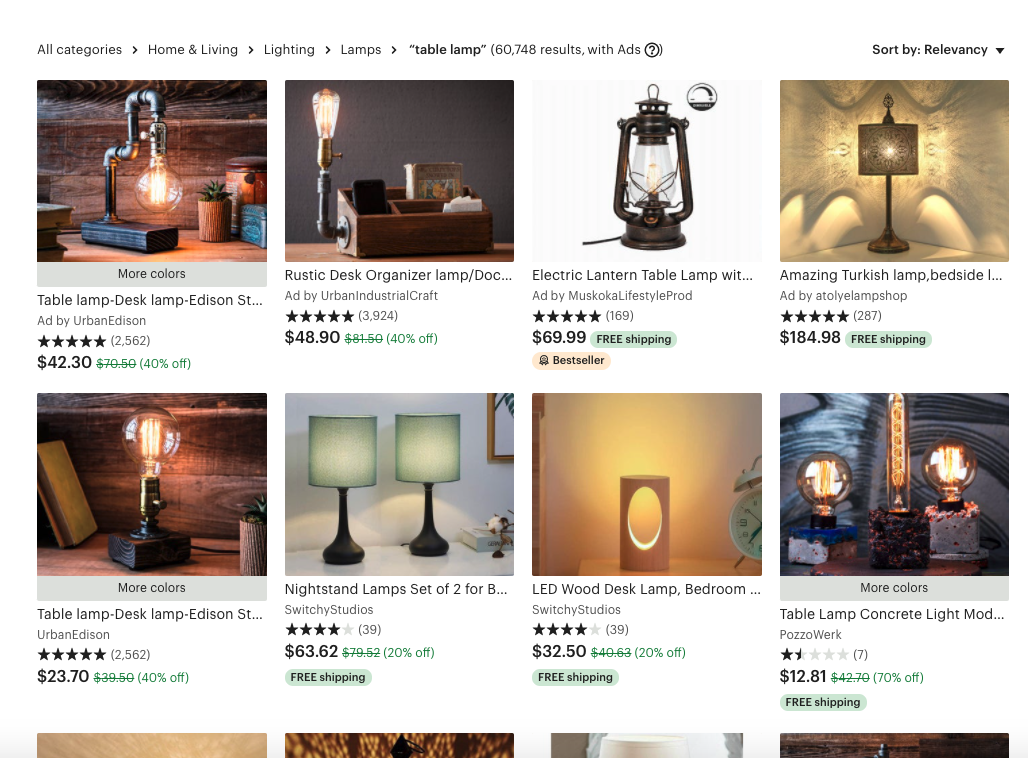 All categories > Home & Living > Lighting > Lamps > “table lamp” (60,748 results, with Ads ?)
Sort by: Relevancy
More colors
Table lamp-Desk lamp-Edison St...
Ad by UrbanEdison
(2,562)
$42.30 $70.50 (40% off)
Rustic Desk Organizer lamp/Doc...
Ad by UrbanIndustrialCraft
(3,924)
$48.90 $81.50 (40% off)
Electric Lantern Table Lamp wit...
Ad by MuskokaLifestyleProd
(169)
$69.99 FREE shipping
Bestseller
Amazing Turkish lamp,bedside l...
Ad by atolyelampshop
(287)
$184.98 FREE shipping
More colors
Table lamp-Desk lamp-Edison St...
UrbanEdison
(2,562)
$23.70 $39.50 (40% off)
Nightstand Lamps Set of 2 for B...
SwitchyStudios
(39)
$63.62 $79.52 (20% off)
FREE shipping
LED Wood Desk Lamp, Bedroom ...
SwitchyStudios
(39)
$32.50 $40.63 (20% off)
FREE shipping
More colors
Table Lamp Concrete Light Mod...
PozzoWerk
(7)
$12.81 $42.70 (70% off)
FREE shipping